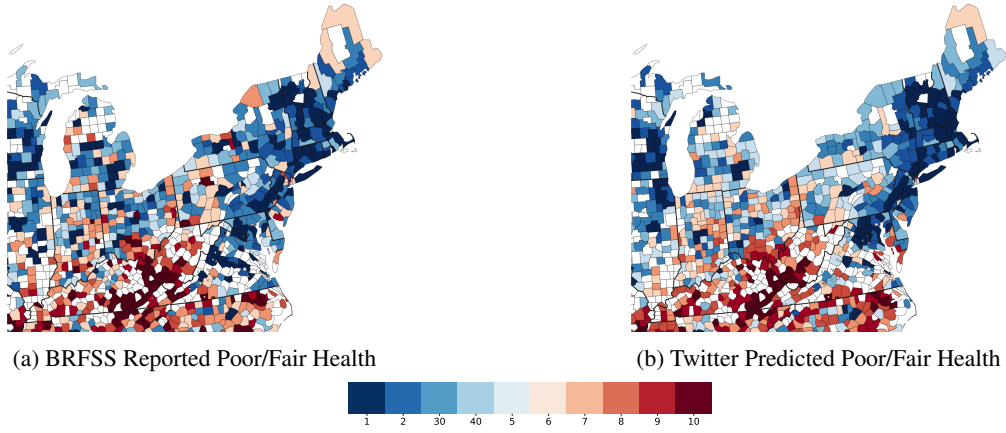 (a) BRFSS Reported Poor/Fair Health
(b) Twitter Predicted Poor/Fair Health
1 2 30 40 5 6 7 8 9 10